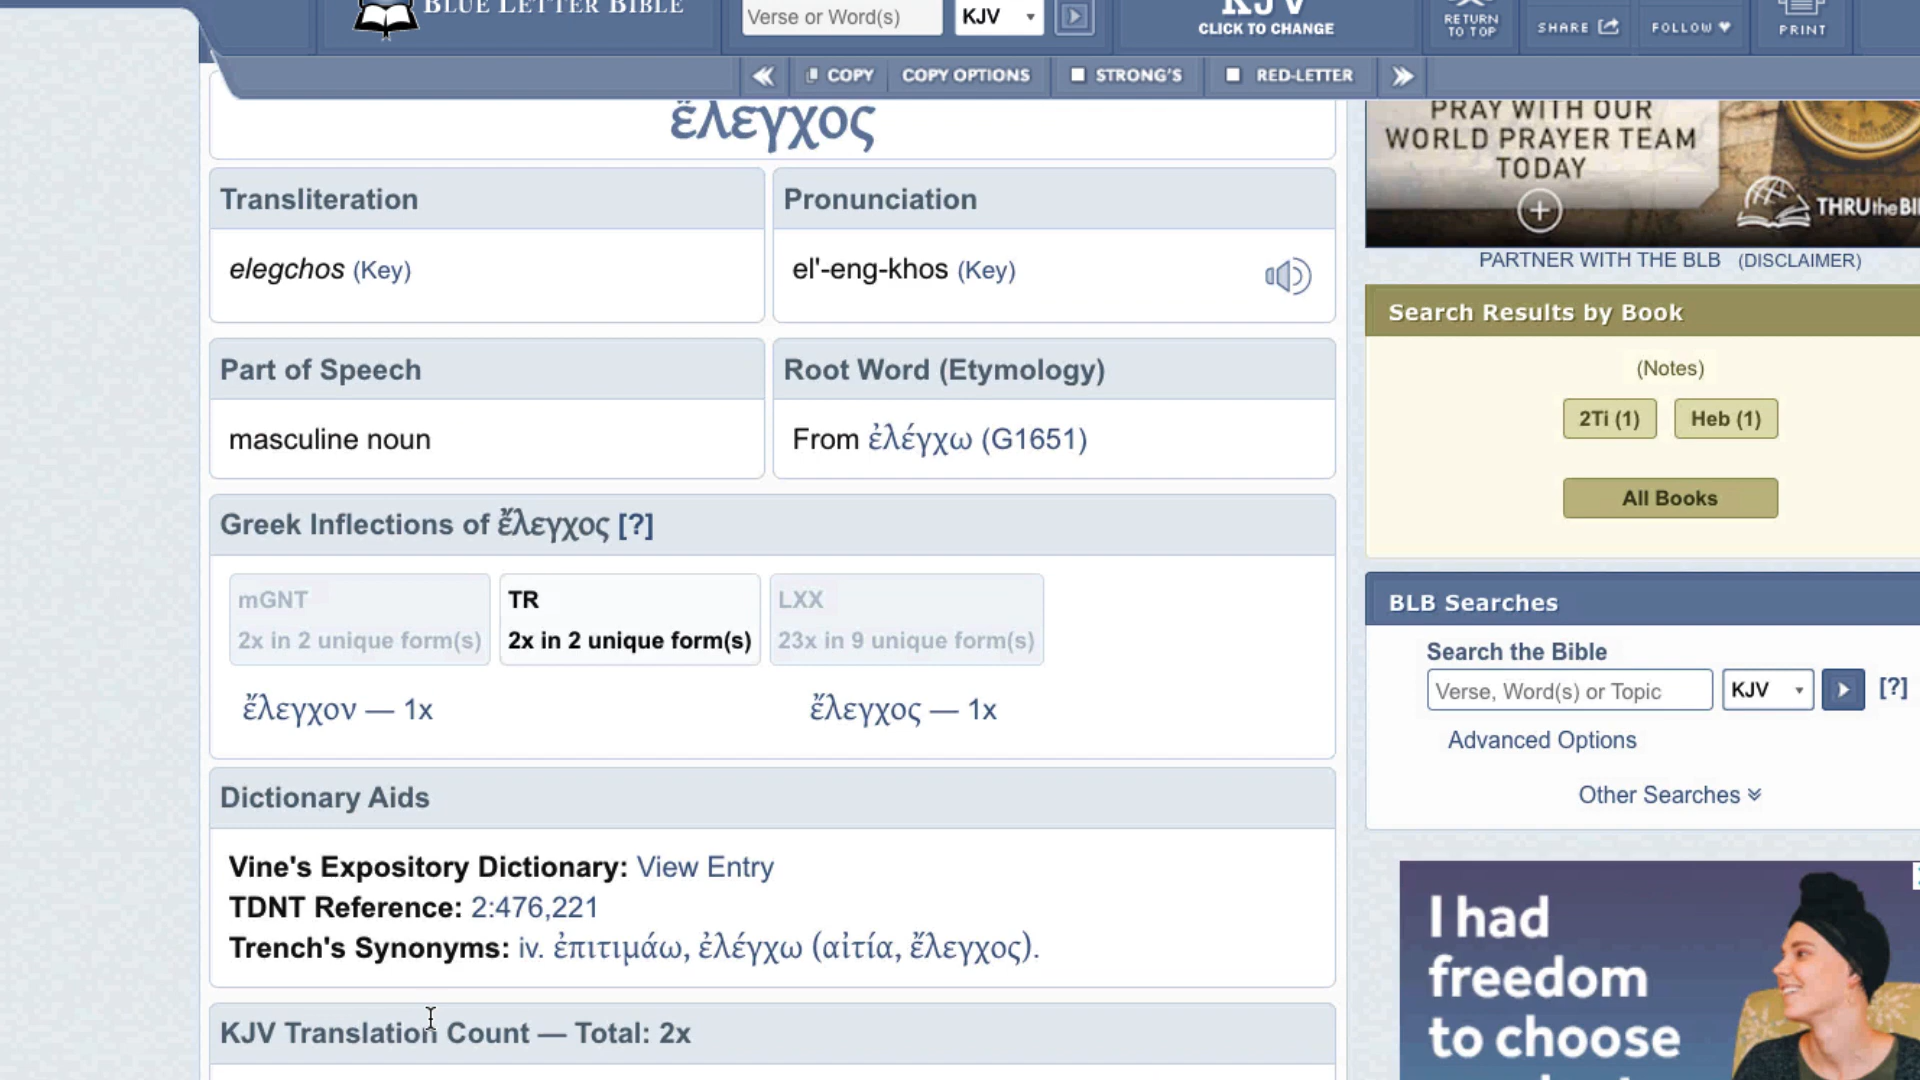 BLUE LETTER BIBLE
Verse or Word(s)
KJV
KJV
CLICK TO CHANGE
RETURN
TO TOP
SHARE
FOLLOW
PRINT
COPY
COPY OPTIONS
STRONG'S
RED-LETTER
ἔλεγχος
Transliteration
elegchos (Key)
Pronunciation
el'-eng-khos (Key)
Part of Speech
masculine noun
Root Word (Etymology)
From ἐλέγχω (G1651)
Greek Inflections of ἔλεγχος [?]
mGNT
2x in 2 unique form(s)
TR
2x in 2 unique form(s)
LXX
23x in 9 unique form(s)
ἔλεγχον — 1x
ἔλεγχος — 1x
Dictionary Aids
Vine's Expository Dictionary: View Entry
TDNT Reference: 2:476,221
Trench's Synonyms: iv. ἐπιτιμάω, ἐλέγχω (αἰτία, ἔλεγχος).
KJV Translation Count — Total: 2x
PRAY WITH OUR
WORLD PRAYER TEAM
TODAY
THRU the BI
PARTNER WITH THE BLB (DISCLAIMER)
Search Results by Book
(Notes)
2Ti (1)
Heb (1)
All Books
BLB Searches
Search the Bible
Verse, Word(s) or Topic
KJV
[?]
Advanced Options
Other Searches
I had
freedom
to choose